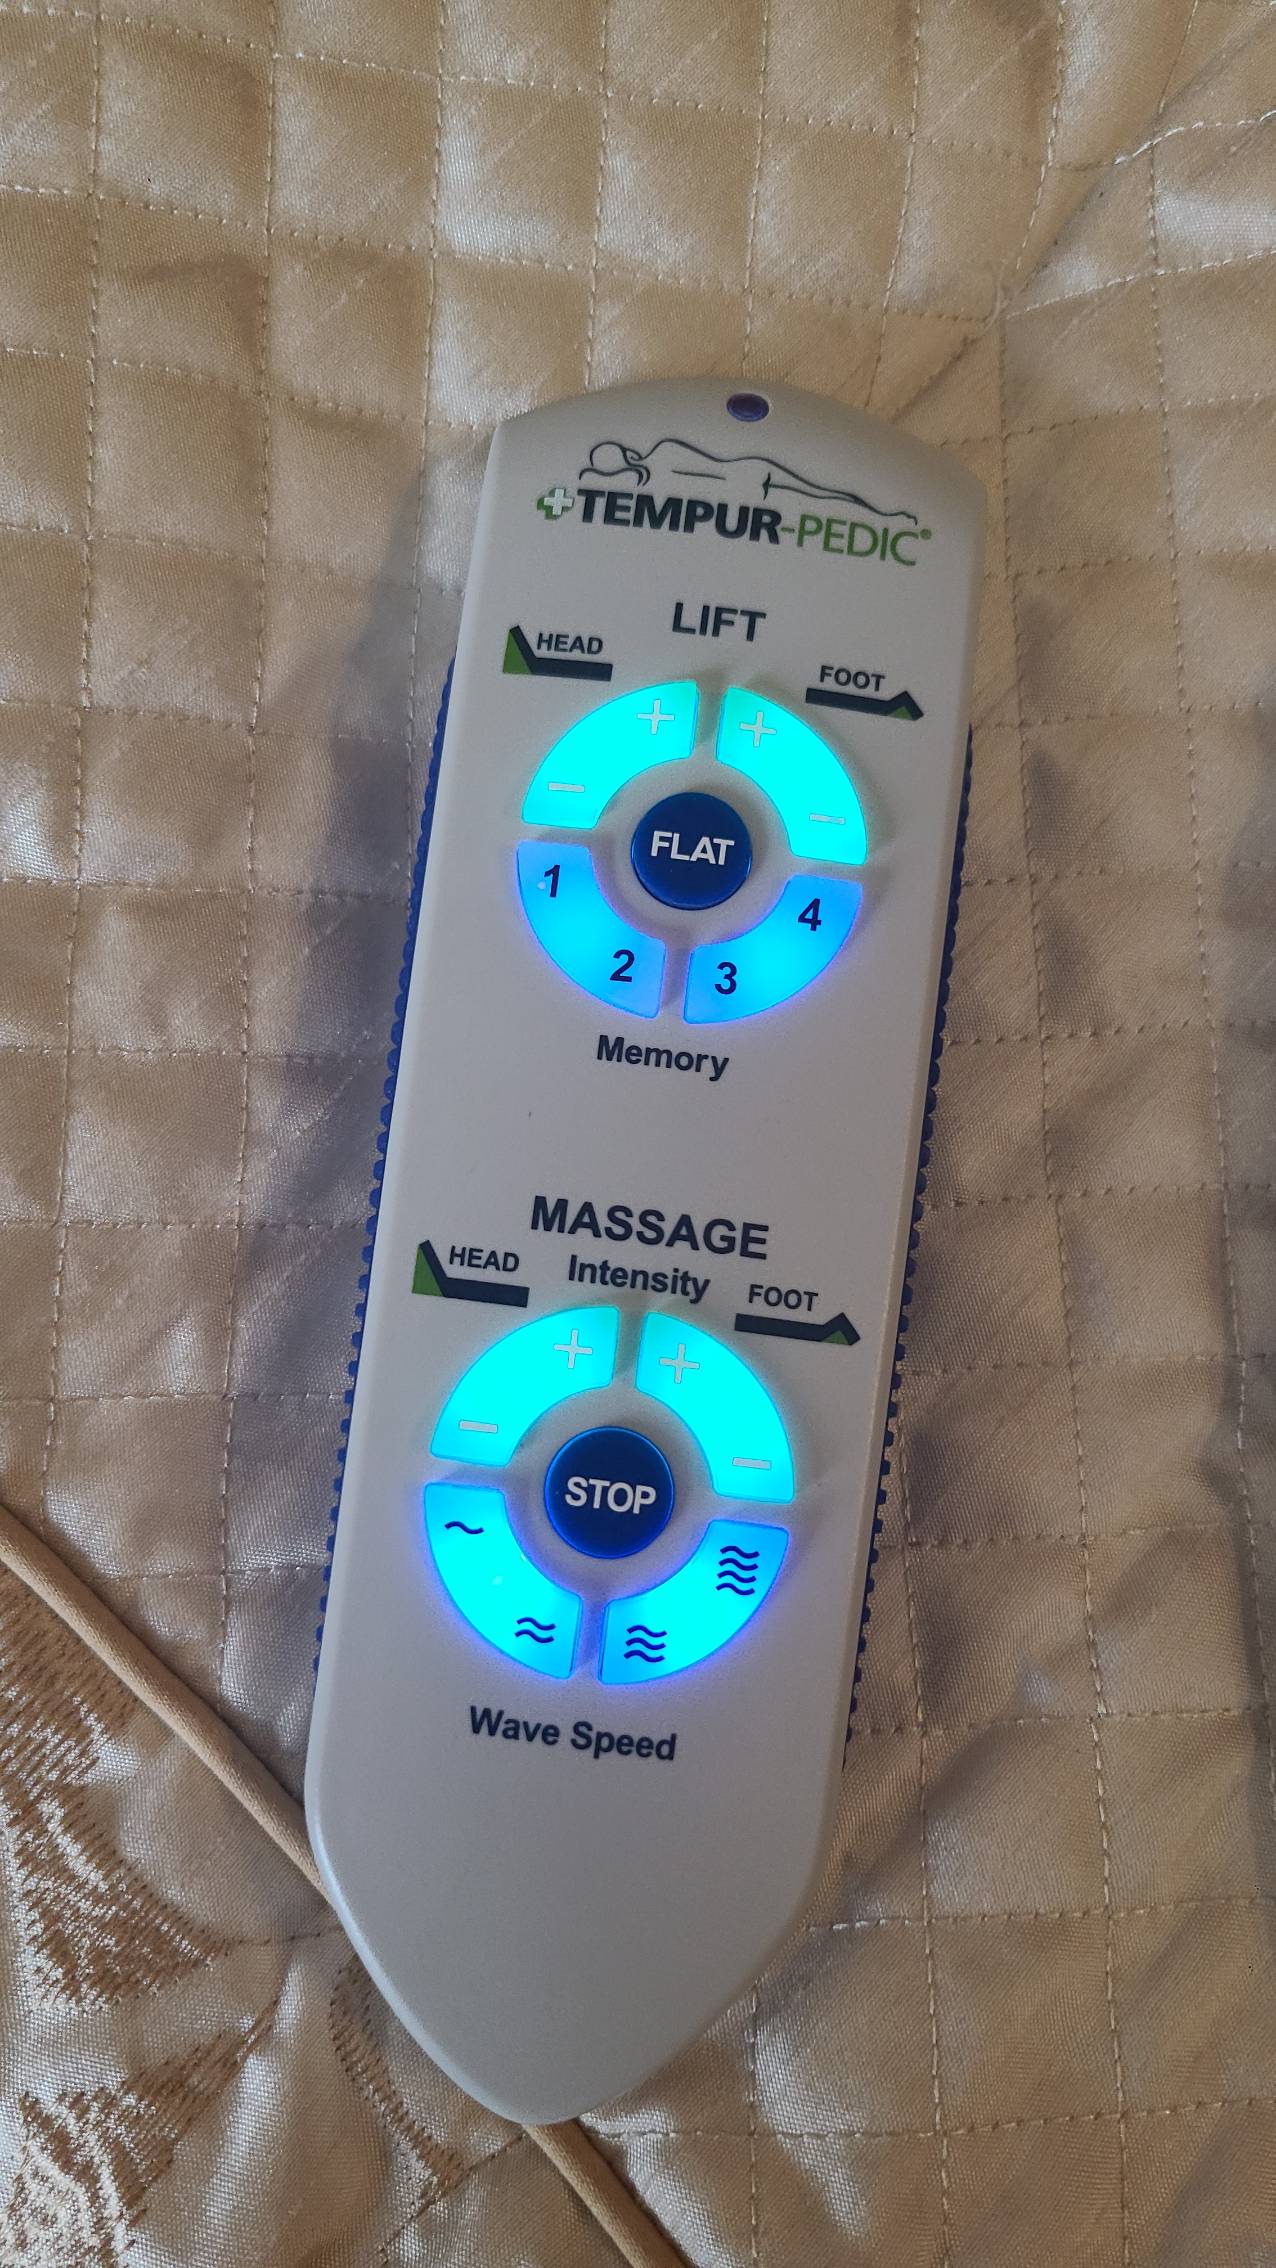 +TEMPUR-PEDIC®
LIFT
HEAD
FOOT
+ +
- -
FLAT
1 4
2 3
Memory
MASSAGE
HEAD Intensity FOOT
+ +
- -
STOP
Wave Speed